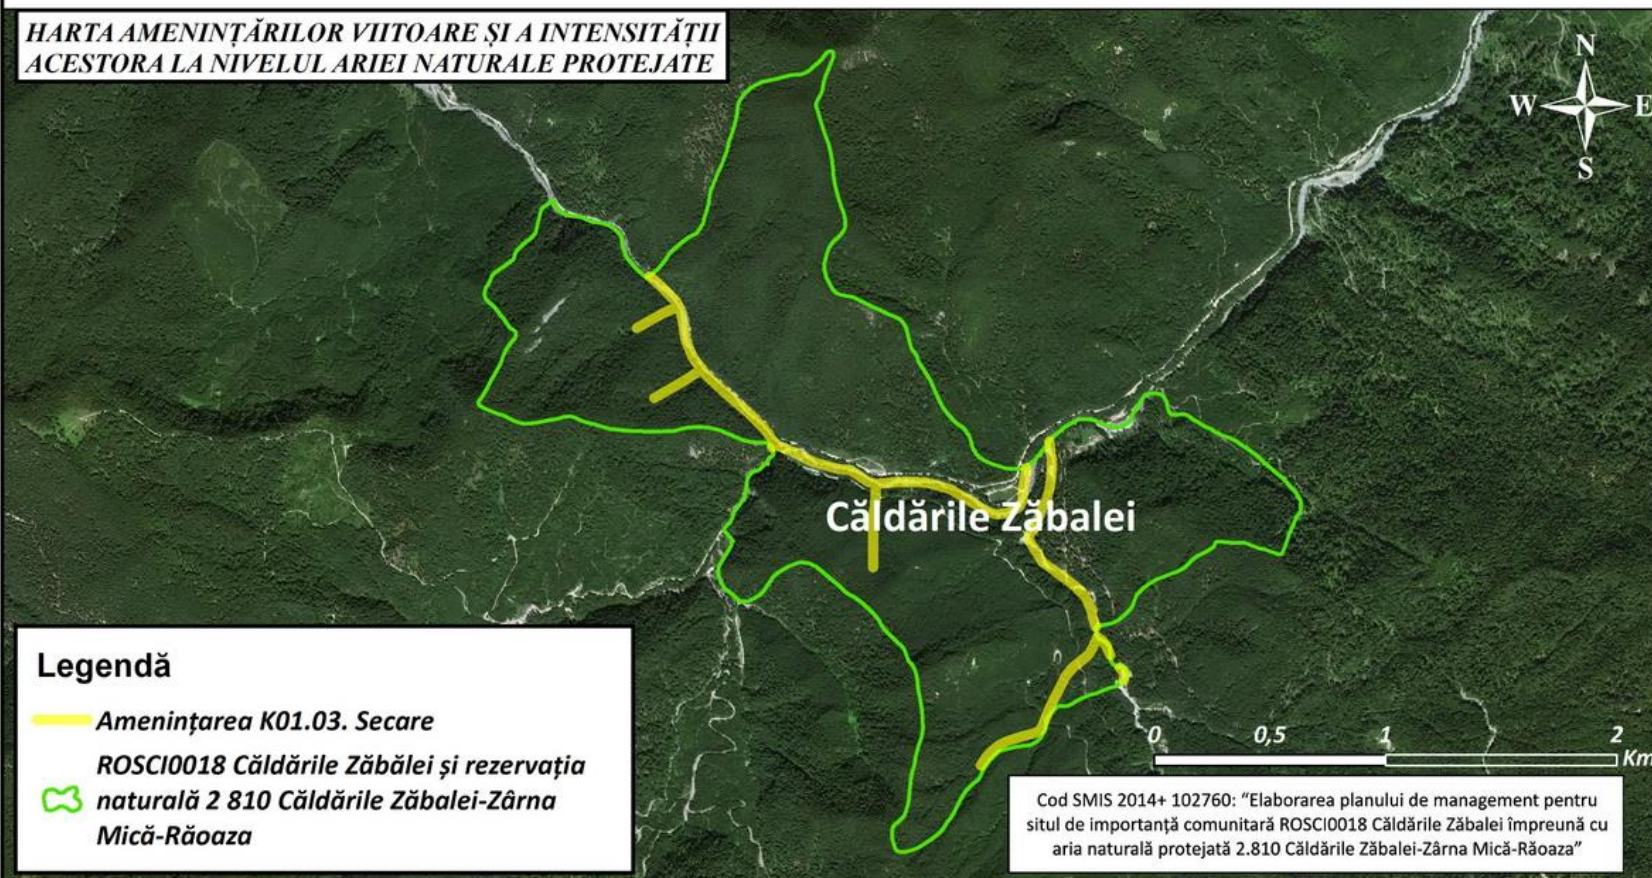 HARTA AMENINȚĂRILOR VIITOARE ȘI A INTENSITĂȚII
ACESTORA LA NIVELUL ARIEI NATURALE PROTEJATE
N
W E
S
Căldările Zăbalei
Legendă
Amenințarea K01.03. Secare
ROSCI0018 Căldările Zăbălei și rezervația
naturală 2 810 Căldările Zăbalei-Zârna
Mică-Răoaza
0 0,5 1 2
Km
Cod SMIS 2014+ 102760: “Elaborarea planului de management pentru
situl de importanță comunitară ROSCI0018 Căldările Zăbalei împreună cu
aria naturală protejată 2.810 Căldările Zăbalei-Zârna Mică-Răoaza”